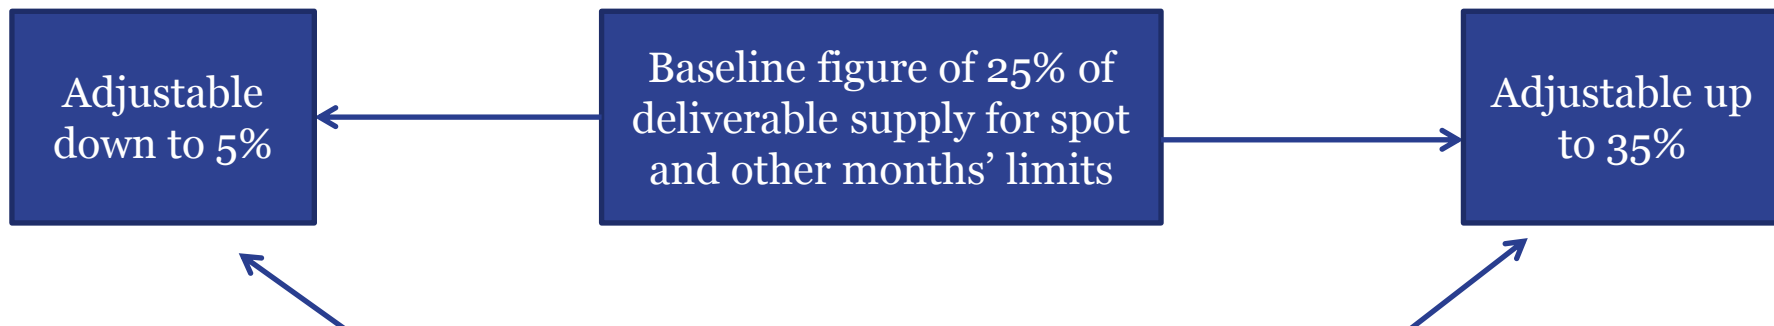 Adjustable
down to 5%
Baseline figure of 25% of
deliverable supply for spot
and other months’ limits
Adjustable up
to 35%